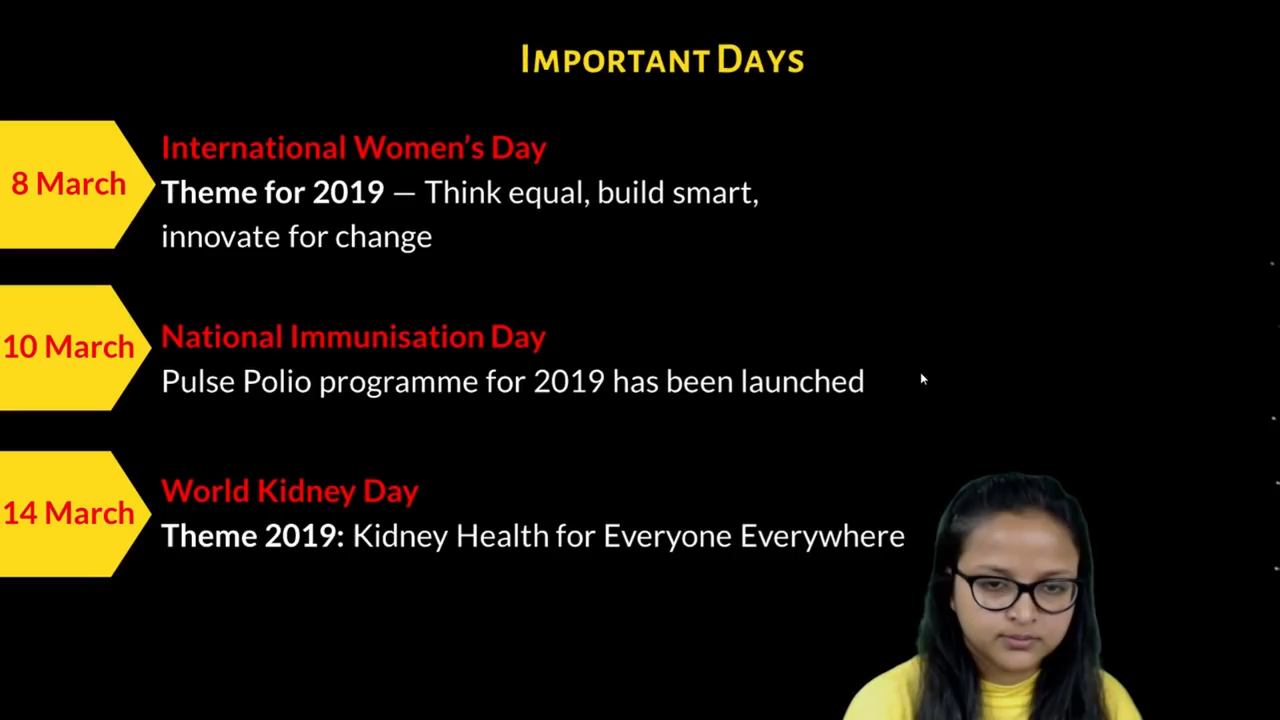 Important Days
8 March
International Women's Day
Theme for 2019 — Think equal, build smart,
innovate for change
10 March
National Immunisation Day
Pulse Polio programme for 2019 has been launched
14 March
World Kidney Day
Theme 2019: Kidney Health for Everyone Everywhere